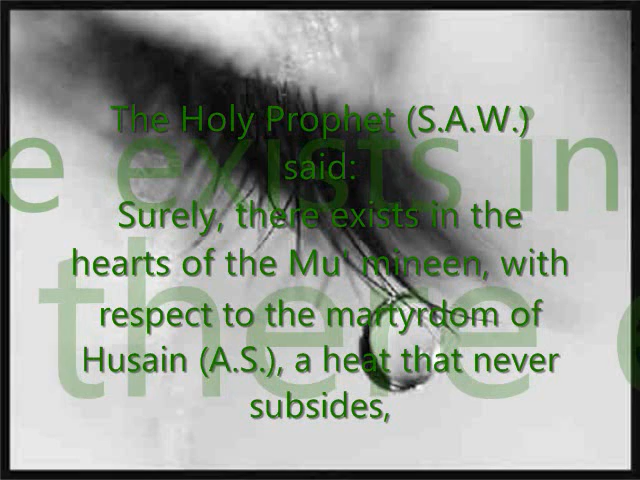 The Holy Prophet (S.A.W.)
said:
Surely, there exists in the
hearts of the Mu' mineen, with
respect to the martyrdom of
Husain (A.S.), a heat that never
subsides,
e exists in
there e